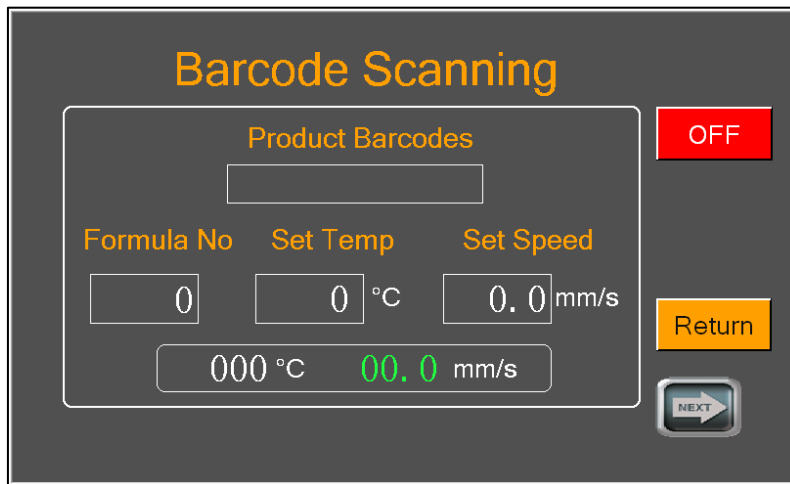 Barcode Scanning
Product Barcodes
OFF
Formula No Set Temp Set Speed
0 0 °C 0.0 mm/s
Return
000 °C 00.0 mm/s
NEXT